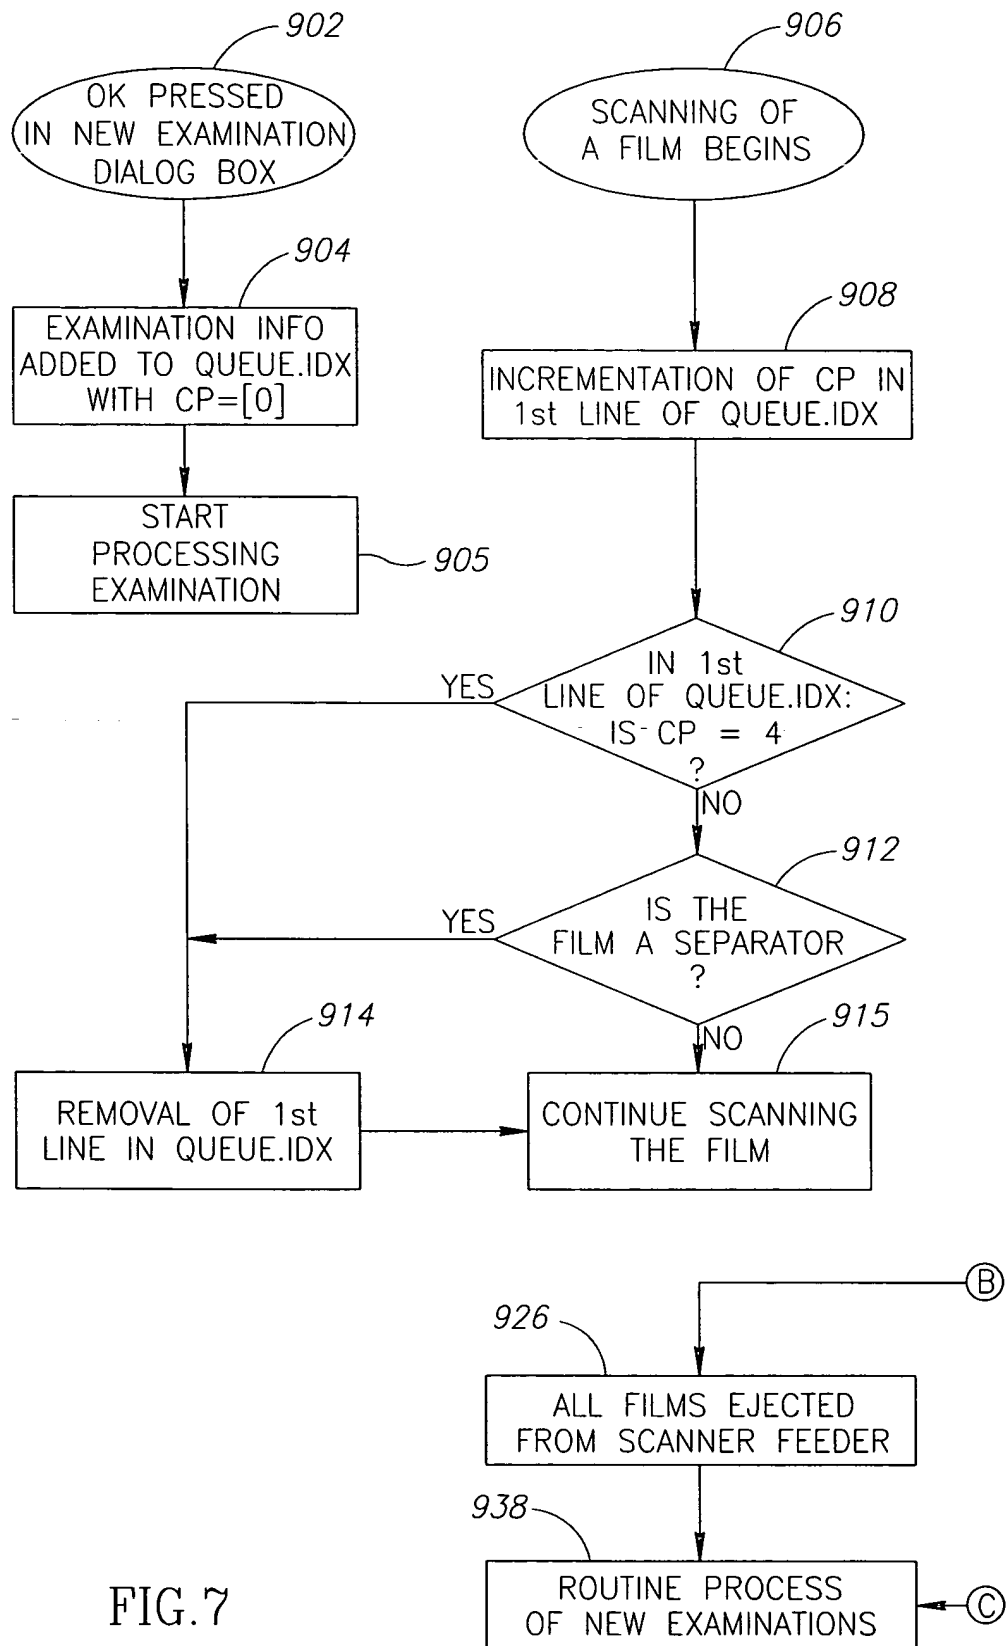 902
OK PRESSED
IN NEW EXAMINATION
DIALOG BOX
904
EXAMINATION INFO
ADDED TO QUEUE.IDX
WITH CP=[0]
START
PROCESSING
EXAMINATION
905
906
SCANNING OF
A FILM BEGINS
908
INCREMENTATION OF CP IN
1st LINE OF QUEUE.IDX
910
IN 1st
LINE OF QUEUE.IDX:
IS CP = 4
?
YES
NO
912
IS THE
FILM A SEPARATOR
?
YES
NO
914
REMOVAL OF 1st
LINE IN QUEUE.IDX
915
CONTINUE SCANNING
THE FILM
B
926
ALL FILMS EJECTED
FROM SCANNER FEEDER
938
ROUTINE PROCESS
OF NEW EXAMINATIONS
C
FIG.7